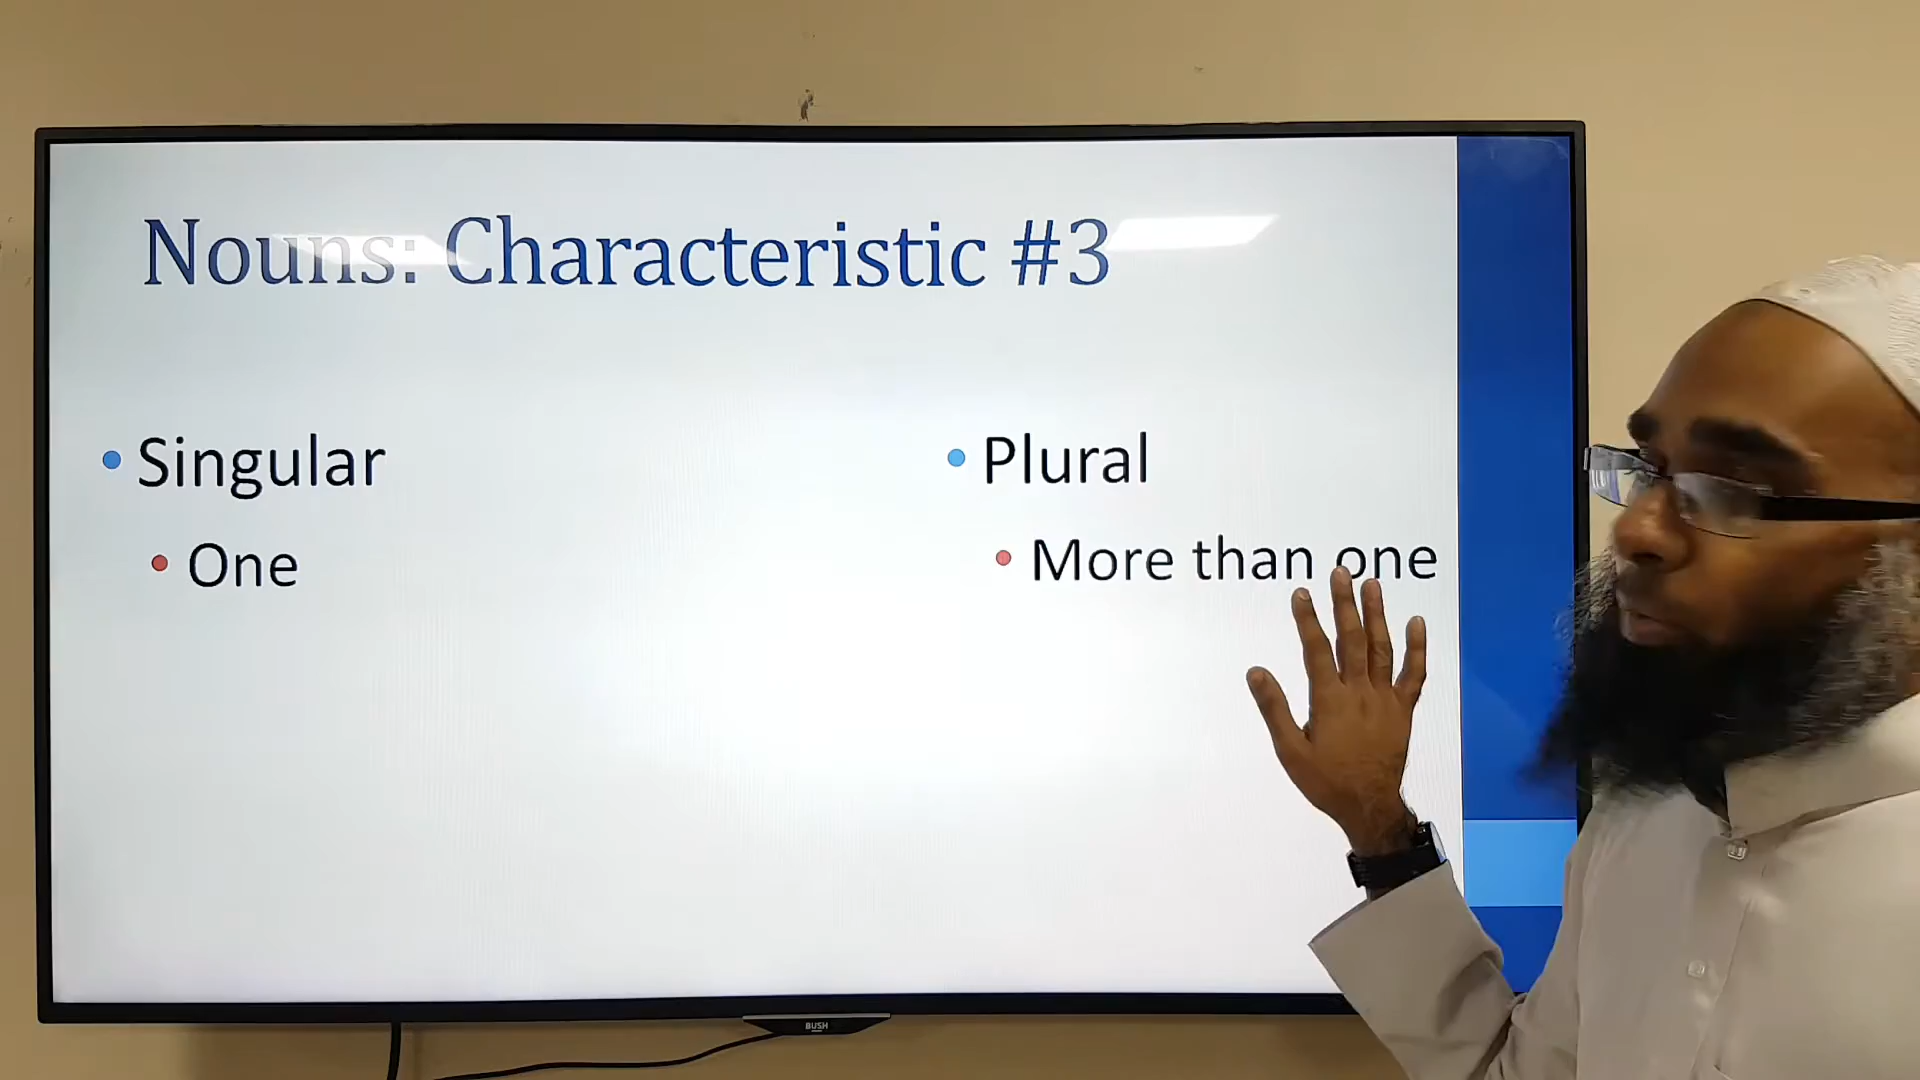 Nouns: Characteristic #3
• Singular
• One
• Plural
• More than one
BUSH